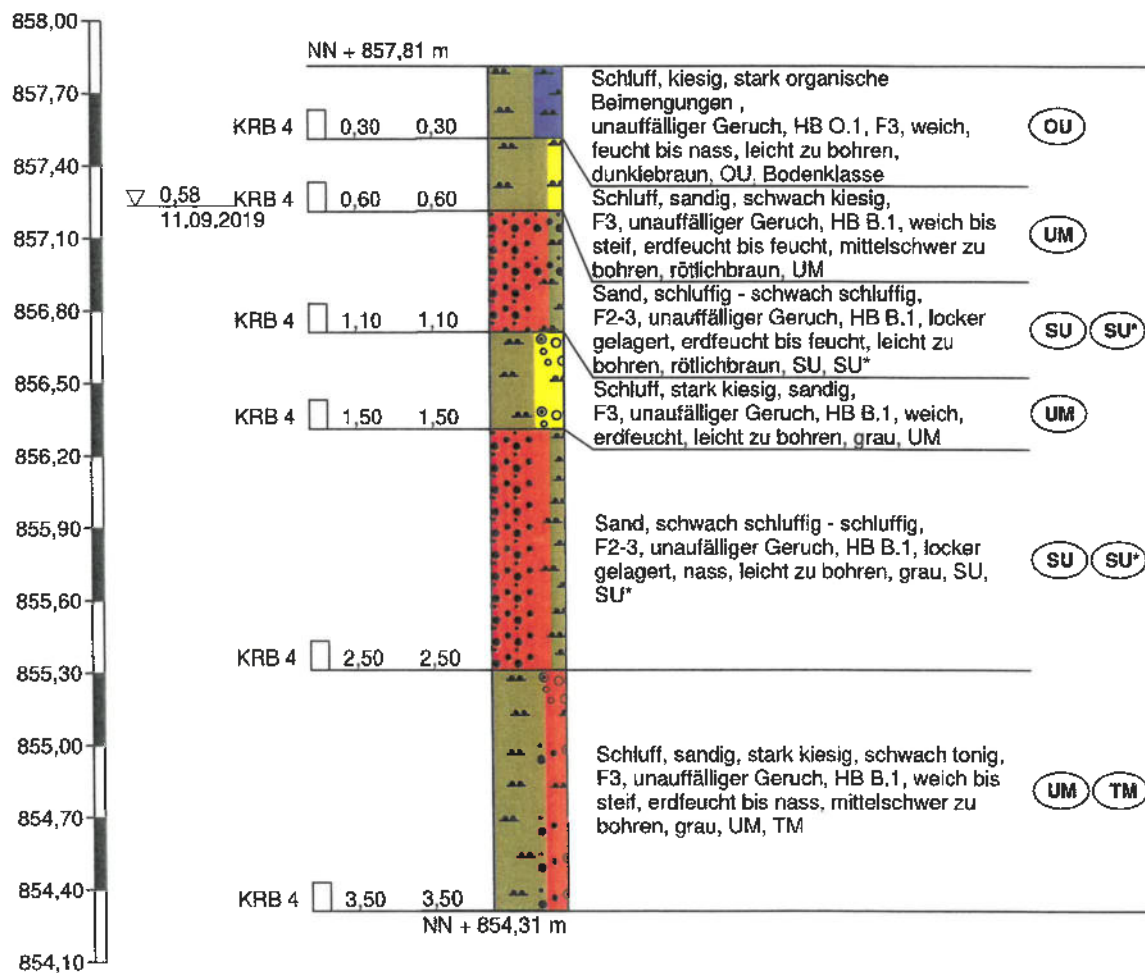 858,00
NN + 857,81 m
857,70
KRB 4 0,30 0,30
Schluff, kiesig, stark organische
Beimengungen ,
unauffälliger Geruch, HB O.1, F3, weich,
feucht bis nass, leicht zu bohren,
dunklebraun, OU, Bodenklasse
OU
857,40
0,58
11.09.2019
KRB 4 0,60 0,60
Schluff, sandig, schwach kiesig,
F3, unauffälliger Geruch, HB B.1, weich bis
steif, erdfeucht bis feucht, mittelschwer zu
bohren, rötlichbraun, UM
UM
857,10
856,80
KRB 4 1,10 1,10
Sand, schluffig - schwach schluffig,
F2-3, unauffälliger Geruch, HB B.1, locker
gelagert, erdfeucht bis feucht, leicht zu
bohren, rötlichbraun, SU, SU*
SU SU*
856,50
KRB 4 1,50 1,50
Schluff, stark kiesig, sandig,
F3, unaufälliger Geruch, HB B.1, weich,
erdfeucht, leicht zu bohren, grau, UM
UM
856,20
855,90
Sand, schwach schluffig - schluffig,
F2-3, unaufälliger Geruch, HB B.1, locker
gelagert, nass, leicht zu bohren, grau, SU,
SU*
SU SU*
855,60
KRB 4 2,50 2,50
855,30
855,00
Schluff, sandig, stark kiesig, schwach tonig,
F3, unauffälliger Geruch, HB B.1, weich bis
steif, erdfeucht bis nass, mittelschwer zu
bohren, grau, UM, TM
UM TM
854,70
854,40
KRB 4 3,50 3,50
NN + 854,31 m
854,10